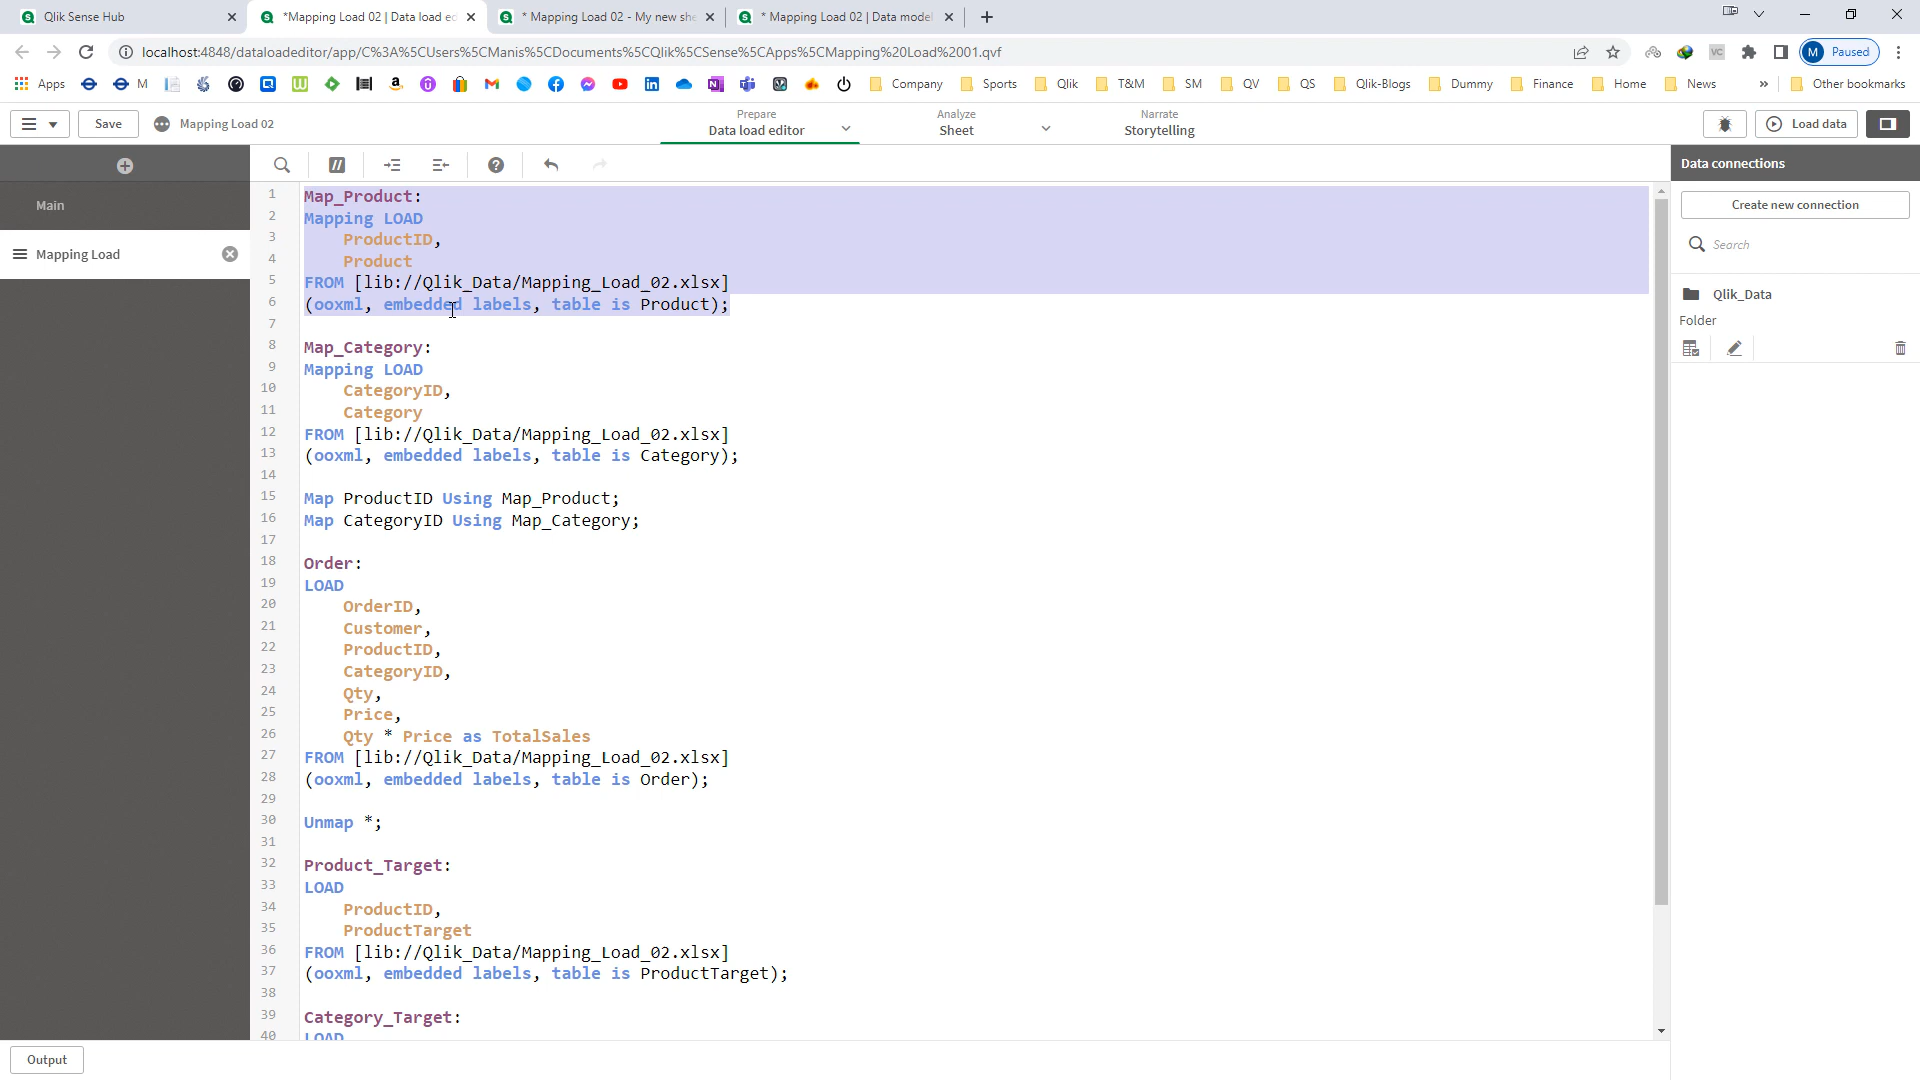 Qlik Sense Hub
*Mapping Load 02 | Data load ed
* Mapping Load 02 - My new she
* Mapping Load 02 | Data model
localhost:4848/dataloadeditor/app/C%3A%5CUsers%5CManis%5CDocuments%5CQlik%5CSense%5CApps%5CMapping%20Load%2001.qvf
M Paused
Apps
M
Company
Sports
Qlik
T&M
SM
QV
QS
Qlik-Blogs
Dummy
Finance
Home
News
»
Other bookmarks
Save
Mapping Load 02
Prepare
Data load editor
Analyze
Sheet
Narrate
Storytelling
Load data
Main
Mapping Load
1 Map_Product:
2 Mapping LOAD
3 ProductID,
4 Product
5 FROM [lib://Qlik_Data/Mapping_Load_02.xlsx]
6 (ooxml, embedded labels, table is Product);
7
8 Map_Category:
9 Mapping LOAD
10 CategoryID,
11 Category
12 FROM [lib://Qlik_Data/Mapping_Load_02.xlsx]
13 (ooxml, embedded labels, table is Category);
14
15 Map ProductID Using Map_Product;
16 Map CategoryID Using Map_Category;
17
18 Order:
19 LOAD
20 OrderID,
21 Customer,
22 ProductID,
23 CategoryID,
24 Qty,
25 Price,
26 Qty * Price as TotalSales
27 FROM [lib://Qlik_Data/Mapping_Load_02.xlsx]
28 (ooxml, embedded labels, table is Order);
29
30 Unmap *;
31
32 Product_Target:
33 LOAD
34 ProductID,
35 ProductTarget
36 FROM [lib://Qlik_Data/Mapping_Load_02.xlsx]
37 (ooxml, embedded labels, table is ProductTarget);
38
39 Category_Target:
40 LOAD
Data connections
Create new connection
Search
Qlik_Data
Folder
Output